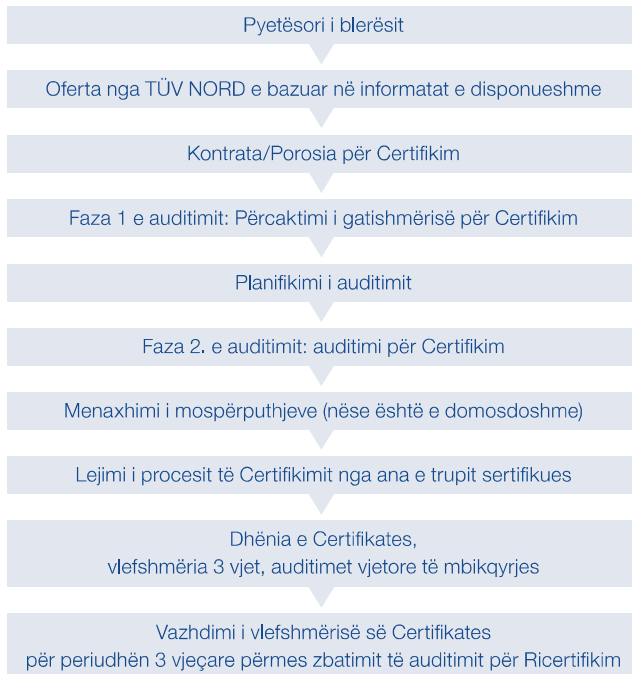 Pyetësori i blerësit
Oferta nga TÜV NORD e bazuar në informatat e disponueshme
Kontrata/Porosia për Certifikim
Faza 1 e auditimit: Përcaktimi i gatishmërisë për Certifikim
Planifikimi i auditimit
Faza 2. e auditimit: auditimi për Certifikim
Menaxhimi i mospërputhjeve (nëse është e domosdoshme)
Lejimi i procesit të Certifikimit nga ana e trupit sertifikues
Dhënia e Certifikates,
vlefshmëria 3 vjet, auditimet vjetore të mbikqyrjes
Vazhdimi i vlefshmërisë së Certifikates
për periudhën 3 vjeçare përmes zbatimit të auditimit për Ricertifikim